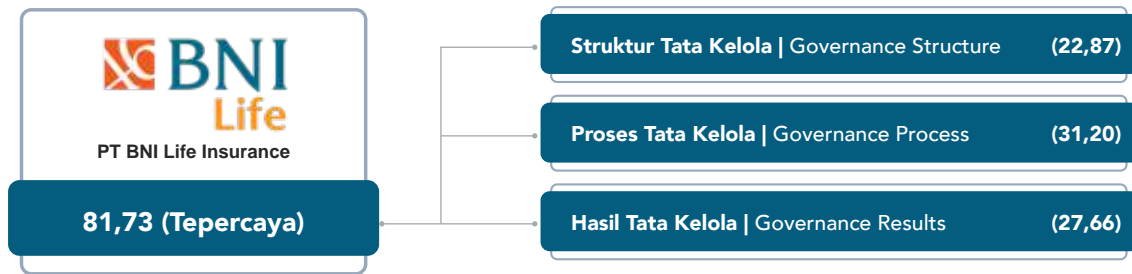 BNI
Life
PT BNI Life Insurance
81,73 (Tepercaya)
Struktur Tata Kelola | Governance Structure (22,87)
Proses Tata Kelola | Governance Process (31,20)
Hasil Tata Kelola | Governance Results (27,66)